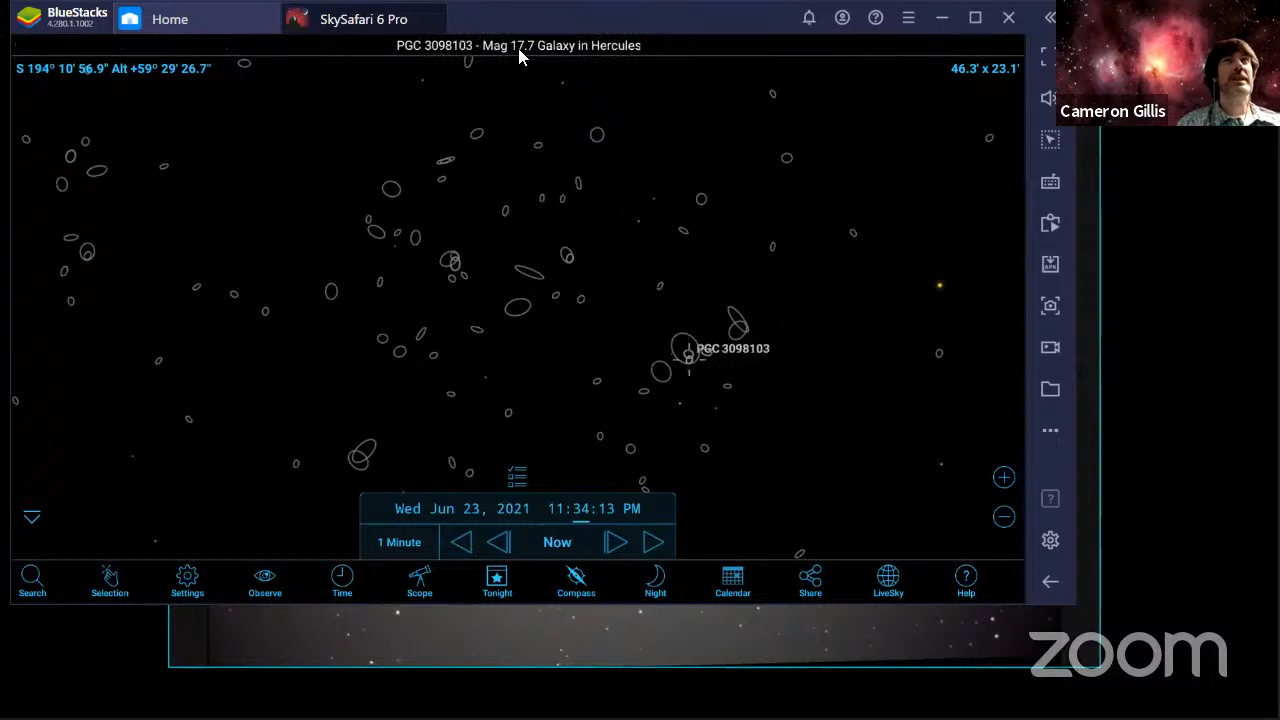 BlueStacks
4.280.1.1002
Home
SkySafari 6 Pro
PGC 3098103 - Mag 17.7 Galaxy in Hercules
S 194º 10' 56.9" Alt +59º 29' 26.7"
46.3' x 23.1'
Cameron Gillis
APK
PGC 3098103
Wed Jun 23, 2021 11:34:13 PM
1 Minute
Now
Search
Selection
Settings
Observe
Time
Scope
Tonight
Compass
Night
Calendar
Share
LiveSky
Help
zoom